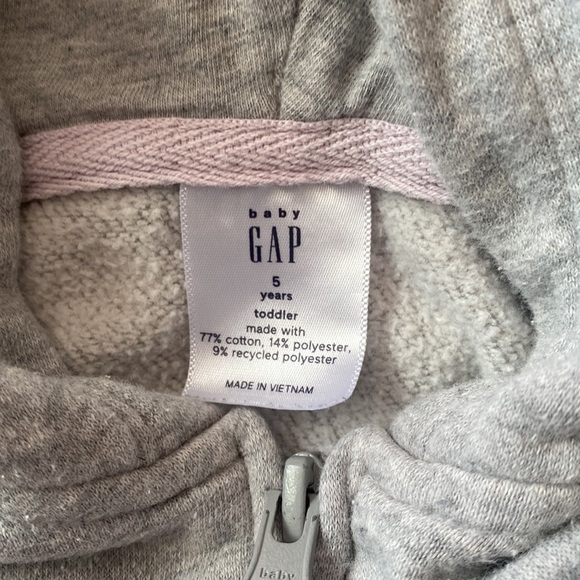 baby
GAP
5
years
toddler
made with
77% cotton, 14% polyester,
9% recycled polyester
MADE IN VIETNAM
baby